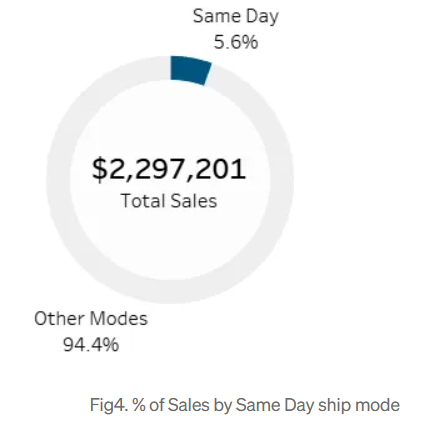 Same Day
5.6%
$2,297,201
Total Sales
Other Modes
94.4%
Fig4. % of Sales by Same Day ship mode